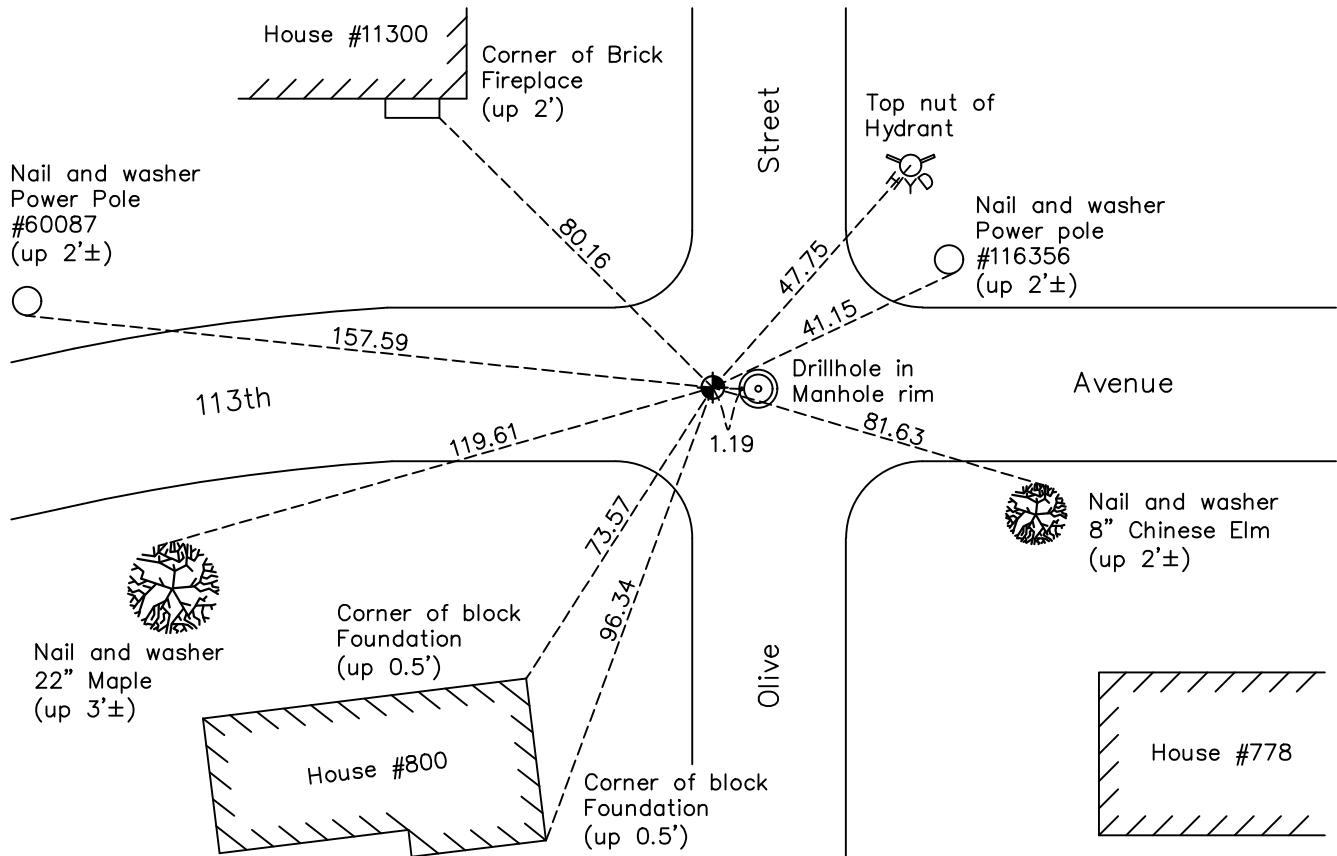 House #11300
Corner of Brick
Fireplace
(up 2')
Street
Top nut of
Hydrant
HYD
Nail and washer
Power Pole
#60087
(up 2'±)
Nail and washer
Power pole
#116356
(up 2'±)
80.16
47.75
41.15
157.59
Drillhole in
Manhole rim
113th
Avenue
119.61
1.19
81.63
73.57
96.34
Nail and washer
8" Chinese Elm
(up 2'±)
Nail and washer
22" Maple
(up 3'±)
Corner of block
Foundation
(up 0.5')
Olive
House #800
House #778
Corner of block
Foundation
(up 0.5')